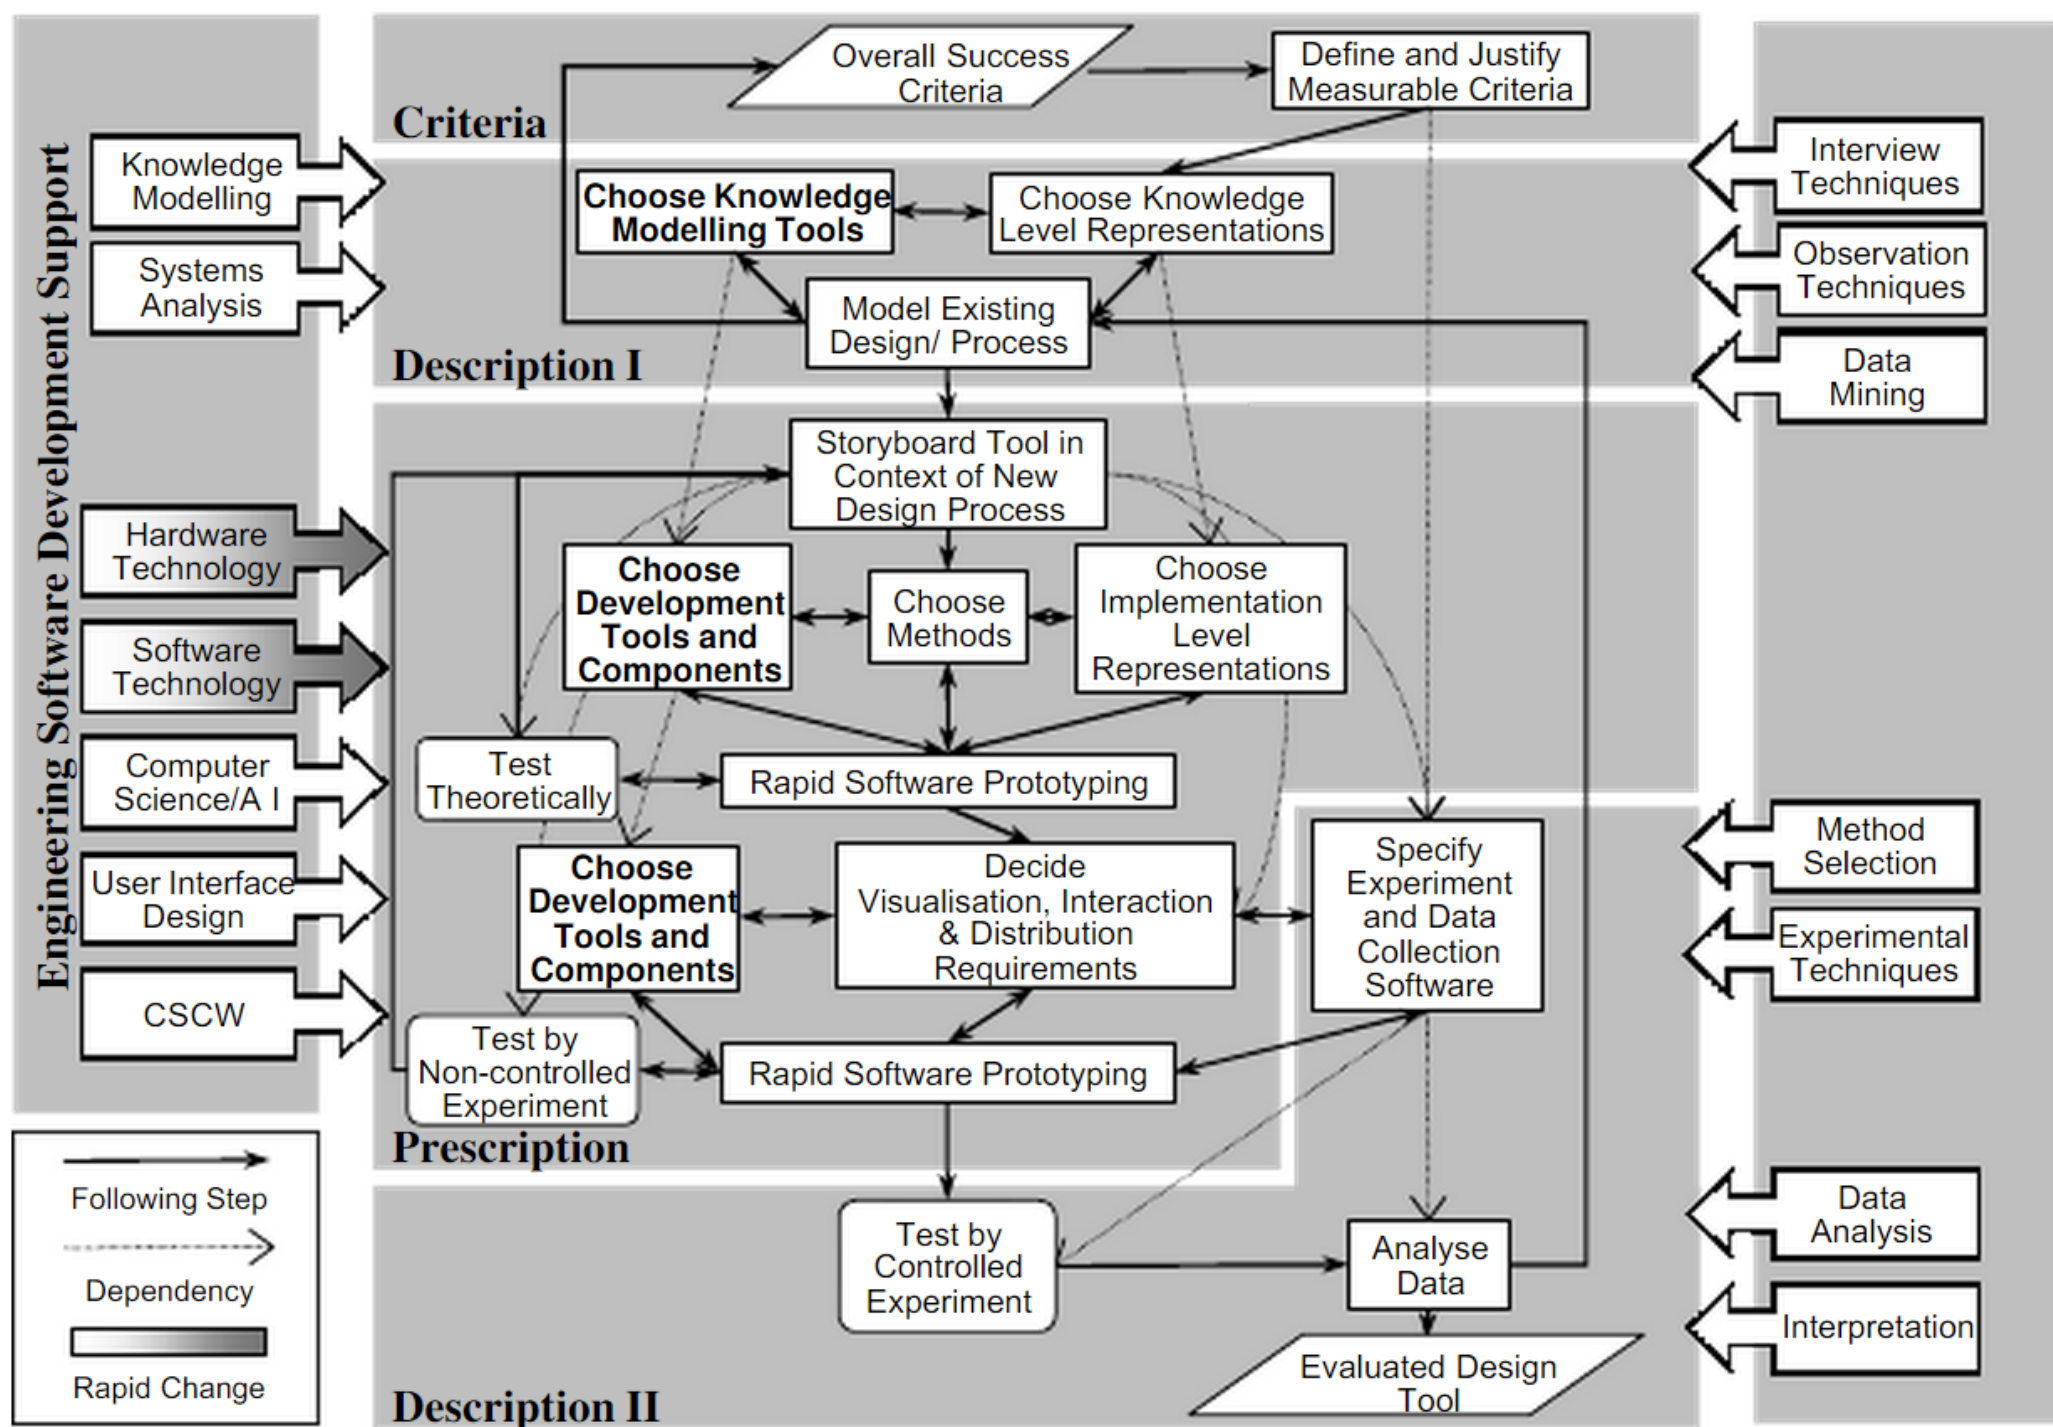 Engineering Software Development Support
Knowledge
Modelling
Systems
Analysis
Hardware
Technology
Software
Technology
Computer
Science/A I
User Interface
Design
CSCW
Following Step
Dependency
Rapid Change
Criteria
Overall Success
Criteria
Define and Justify
Measurable Criteria
Description I
Choose Knowledge
Modelling Tools
Choose Knowledge
Level Representations
Model Existing
Design/ Process
Prescription
Storyboard Tool in
Context of New
Design Process
Choose
Development
Tools and
Components
Choose
Methods
Choose
Implementation
Level
Representations
Test
Theoretically
Rapid Software Prototyping
Choose
Development
Tools and
Components
Decide
Visualisation, Interaction
& Distribution
Requirements
Specify
Experiment
and Data
Collection
Software
Test by
Non-controlled
Experiment
Rapid Software Prototyping
Description II
Test by
Controlled
Experiment
Analyse
Data
Evaluated Design
Tool
Interview
Techniques
Observation
Techniques
Data
Mining
Method
Selection
Experimental
Techniques
Data
Analysis
Interpretation